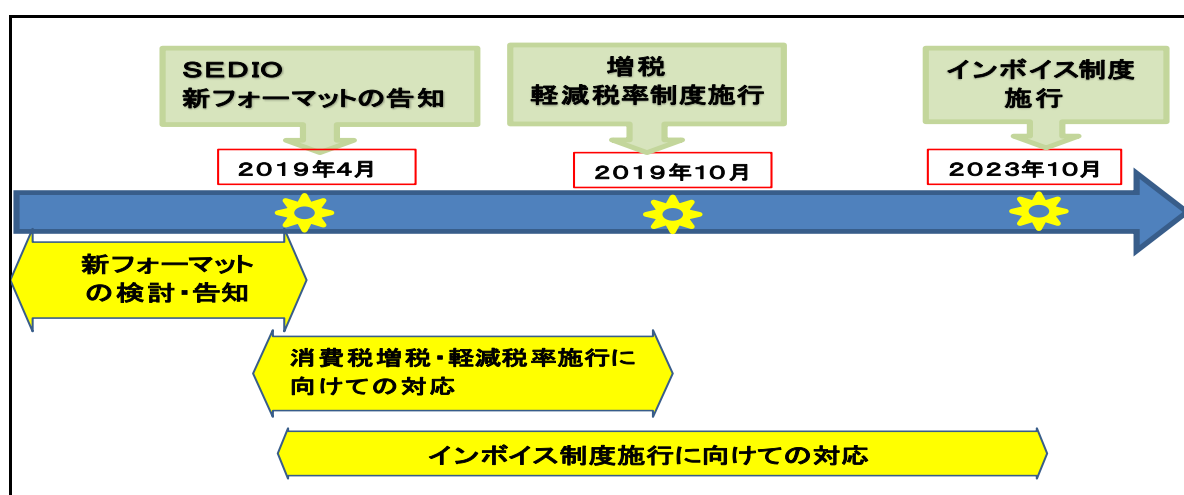 SEDIO
新フォーマットの告知
増税
軽減税率制度施行
インボイス制度
施行
2019年4月
2019年10月
2023年10月
新フォーマット
の検討・告知
消費税増税・軽減税率施行に
向けての対応
インボイス制度施行に向けての対応